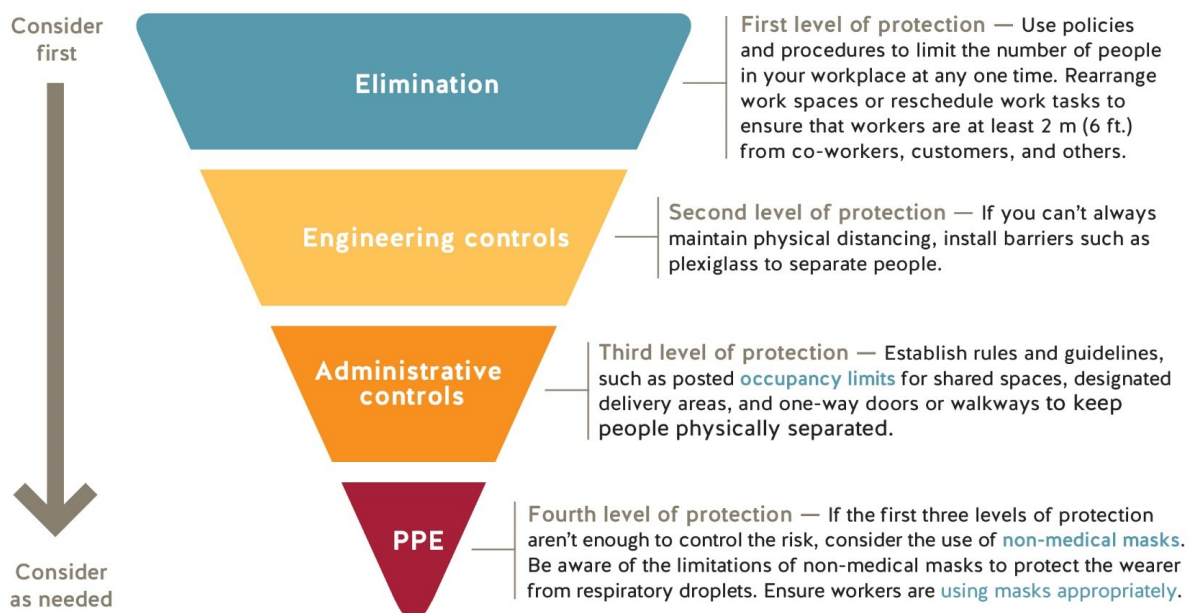 Consider
first
Elimination
First level of protection — Use policies
and procedures to limit the number of people
in your workplace at any one time. Rearrange
work spaces or reschedule work tasks to
ensure that workers are at least 2 m (6 ft.)
from co-workers, customers, and others.
Engineering controls
Second level of protection — If you can’t always
maintain physical distancing, install barriers such as
plexiglass to separate people.
Administrative
controls
Third level of protection — Establish rules and guidelines,
such as posted occupancy limits for shared spaces, designated
delivery areas, and one-way doors or walkways to keep
people physically separated.
PPE
Fourth level of protection — If the first three levels of protection
aren’t enough to control the risk, consider the use of non-medical masks.
Be aware of the limitations of non-medical masks to protect the wearer
from respiratory droplets. Ensure workers are using masks appropriately.
Consider
as needed